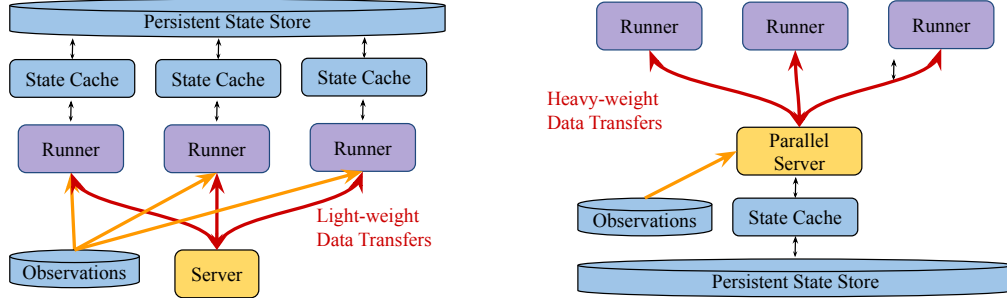 Persistent State Store
State Cache
State Cache
State Cache
Runner
Runner
Runner
Light-weight
Data Transfers
Observations
Server
Runner
Runner
Runner
Heavy-weight
Data Transfers
Parallel
Server
Observations
State Cache
Persistent State Store